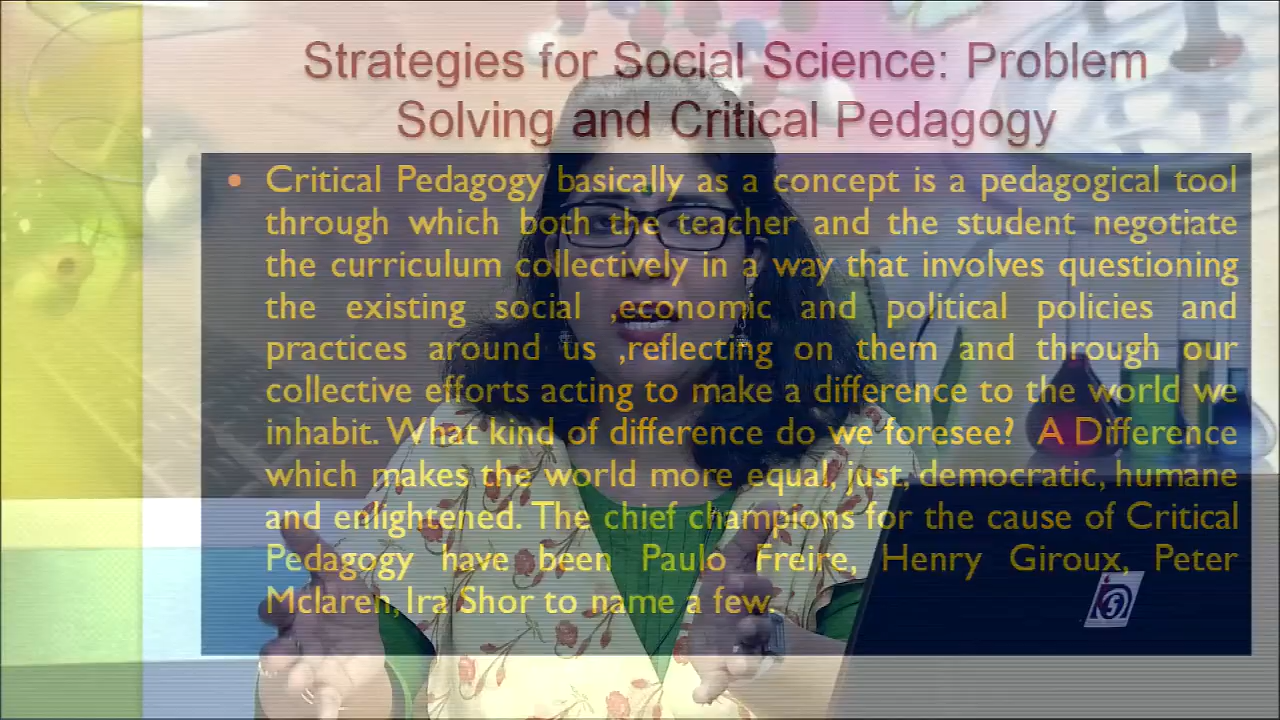 Strategies for Social Science: Problem
Solving and Critical Pedagogy
• Critical Pedagogy basically as a concept is a pedagogical tool
through which both the teacher and the student negotiate
the curriculum collectively in a way that involves questioning
the existing social ,economic and political policies and
practices around us ,reflecting on them and through our
collective efforts acting to make a difference to the world we
inhabit. What kind of difference do we foresee? A Difference
which makes the world more equal, just, democratic, humane
and enlightened. The chief champions for the cause of Critical
Pedagogy have been Paulo Freire, Henry Giroux, Peter
Mclaren, Ira Shor to name a few.